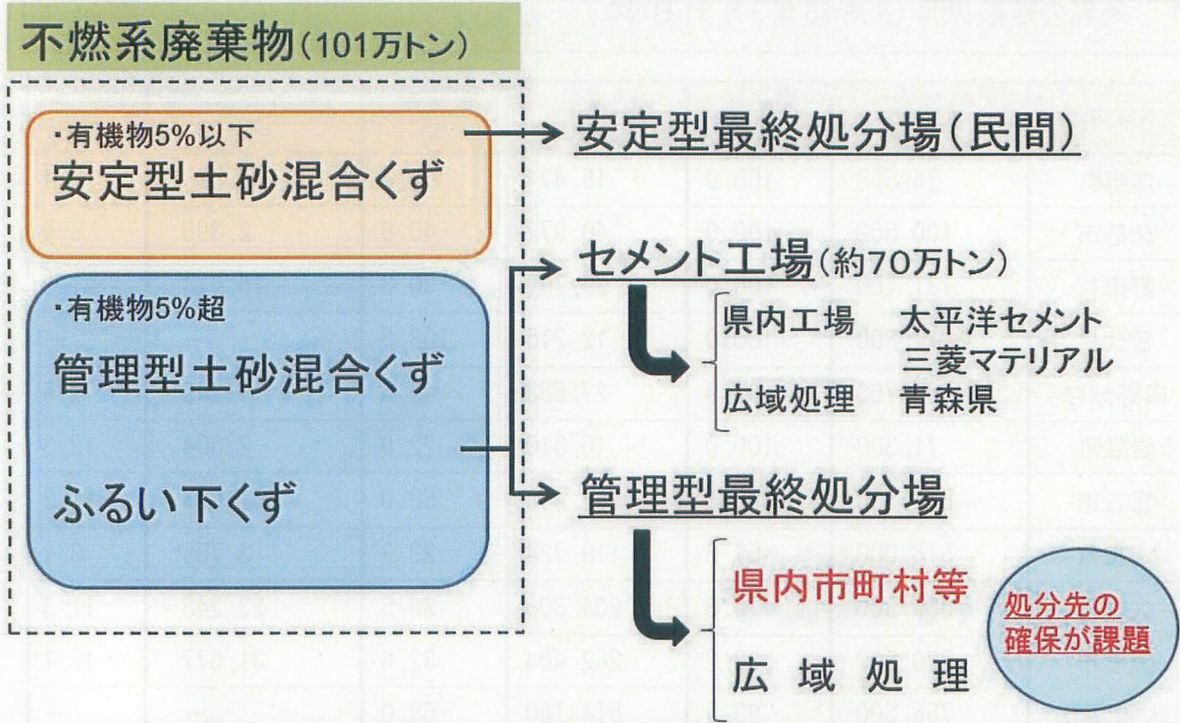 不燃系廃棄物(101万トン)
・有機物5%以下
安定型土砂混合くず
安定型最終処分場(民間)
・有機物5%超
管理型土砂混合くず
ふるい下くず
セメント工場(約70万トン)
県内工場 太平洋セメント
三菱マテリアル
広域処理 青森県
管理型最終処分場
県内市町村等
広域処理
処分先の
確保が課題